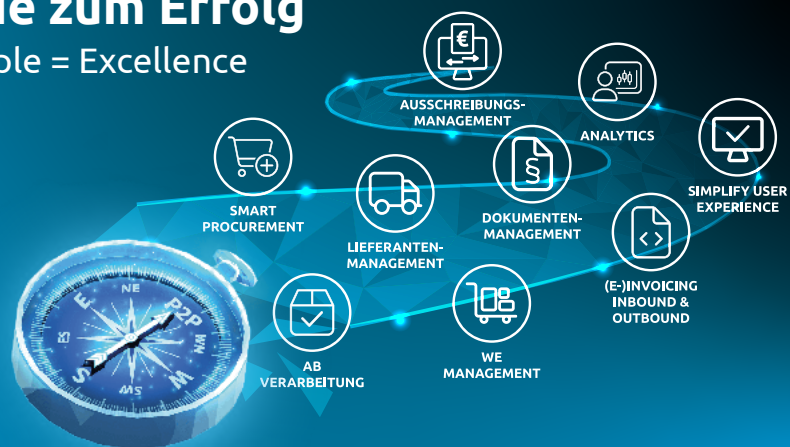 zum Erfolg
= Excellence
AUSSCHREIBUNGS-
MANAGEMENT
ANALYTICS
SIMPLIFY USER
EXPERIENCE
SMART
PROCUREMENT
LIEFERANTEN-
MANAGEMENT
DOKUMENTEN-
MANAGEMENT
(E-)INVOICING
INBOUND &
OUTBOUND
AB
VERARBEITUNG
WE
MANAGEMENT
€
§
NE
E
P2P
WN
W
S